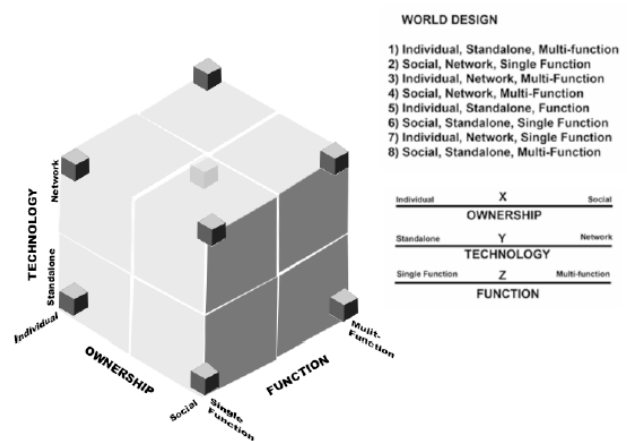 WORLD DESIGN
1) Individual, Standalone, Multi-function
2) Social, Network, Single Function
3) Individual, Network, Multi-Function
4) Social, Network, Multi-Function
5) Individual, Standalone, Function
6) Social, Standalone, Single Function
7) Individual, Network, Single Function
8) Social, Standalone, Multi-Function
Individual X Social
OWNERSHIP
Standalone Y Network
TECHNOLOGY
Single Function Z Multi-function
FUNCTION
TECHNOLOGY
Network
Standalone
Individual
OWNERSHIP
Social
Single
Function
FUNCTION
Mulit-
Function